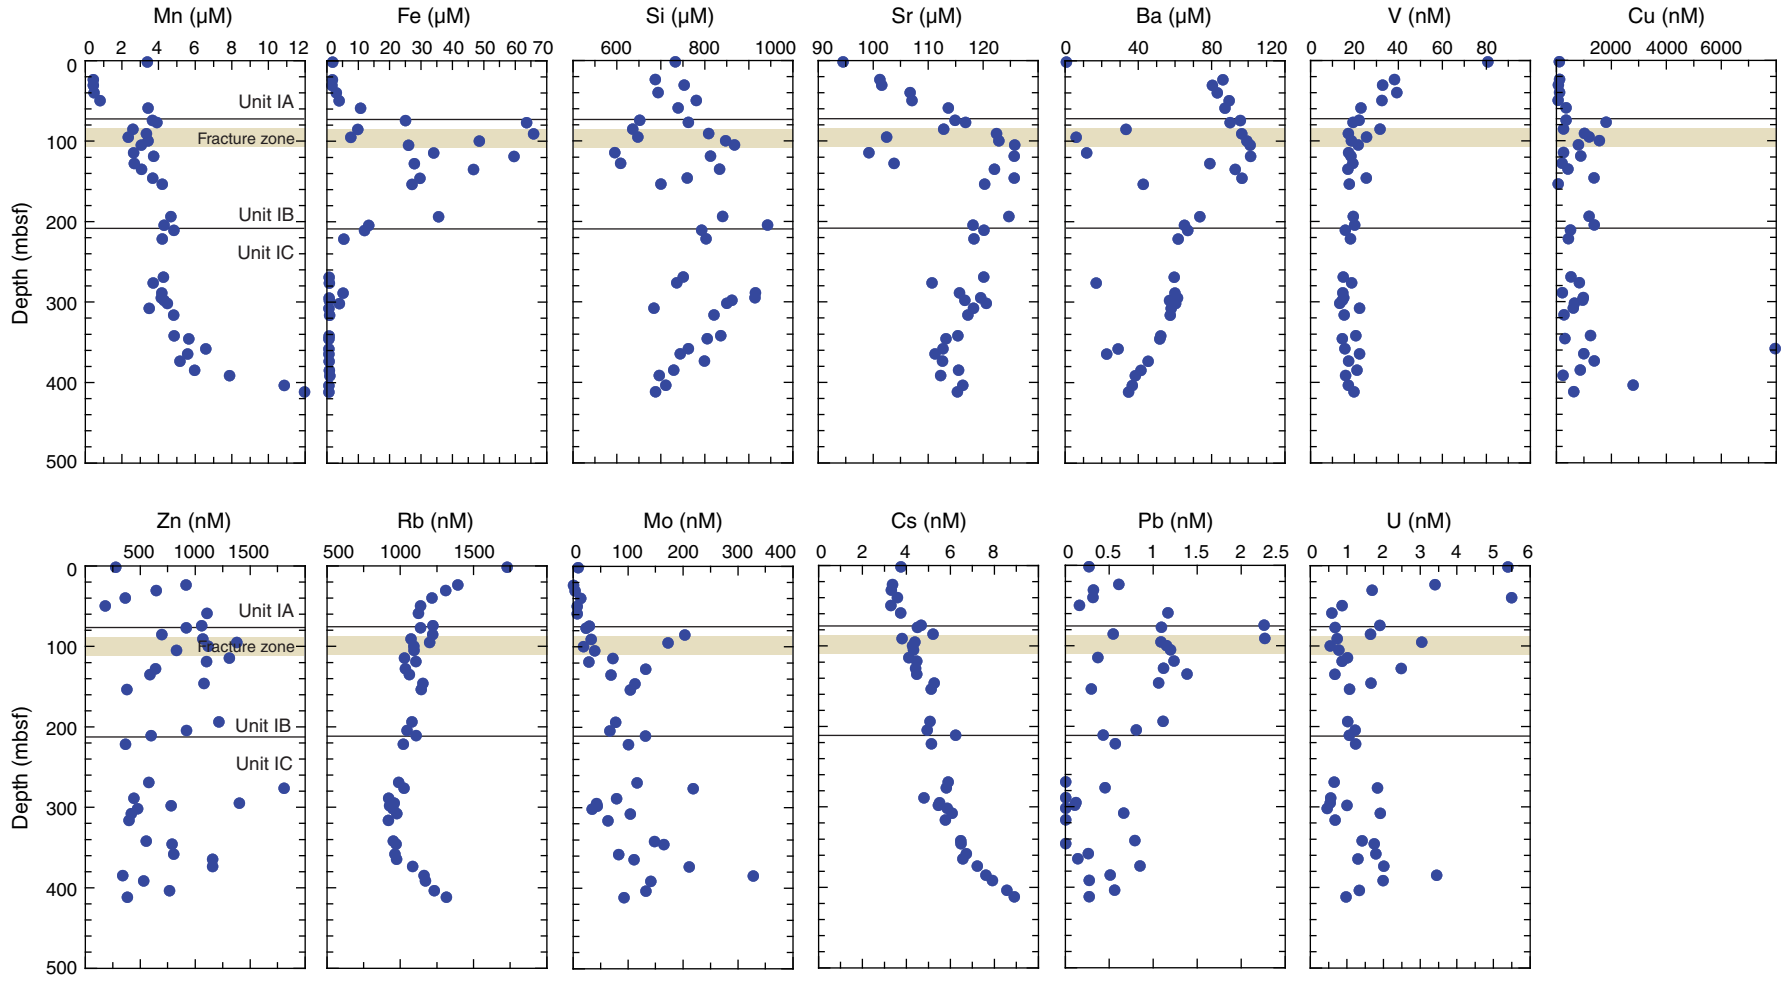 Mn (µM) Fe (µM) Si (µM) Sr (µM) Ba (µM) V (nM) Cu (nM)
0 2 4 6 8 10 12 0 10 20 30 40 50 60 70 600 800 1000 90 100 110 120 0 40 80 120 0 20 40 60 80 100 2000 4000 6000
0
Unit IA
100
Fracture zone
200
Unit IB
Unit IC
300
400
500
Depth (mbsf)
Zn (nM) Rb (nM) Mo (nM) Cs (nM) Pb (nM) U (nM)
500 1000 1500 500 1000 1500 0 100 200 300 400 0 2 4 6 8 0 0.5 1 1.5 2 2.5 0 1 2 3 4 5 6
0
Unit IA
100
Fracture zone
200
Unit IB
Unit IC
300
400
500
Depth (mbsf)